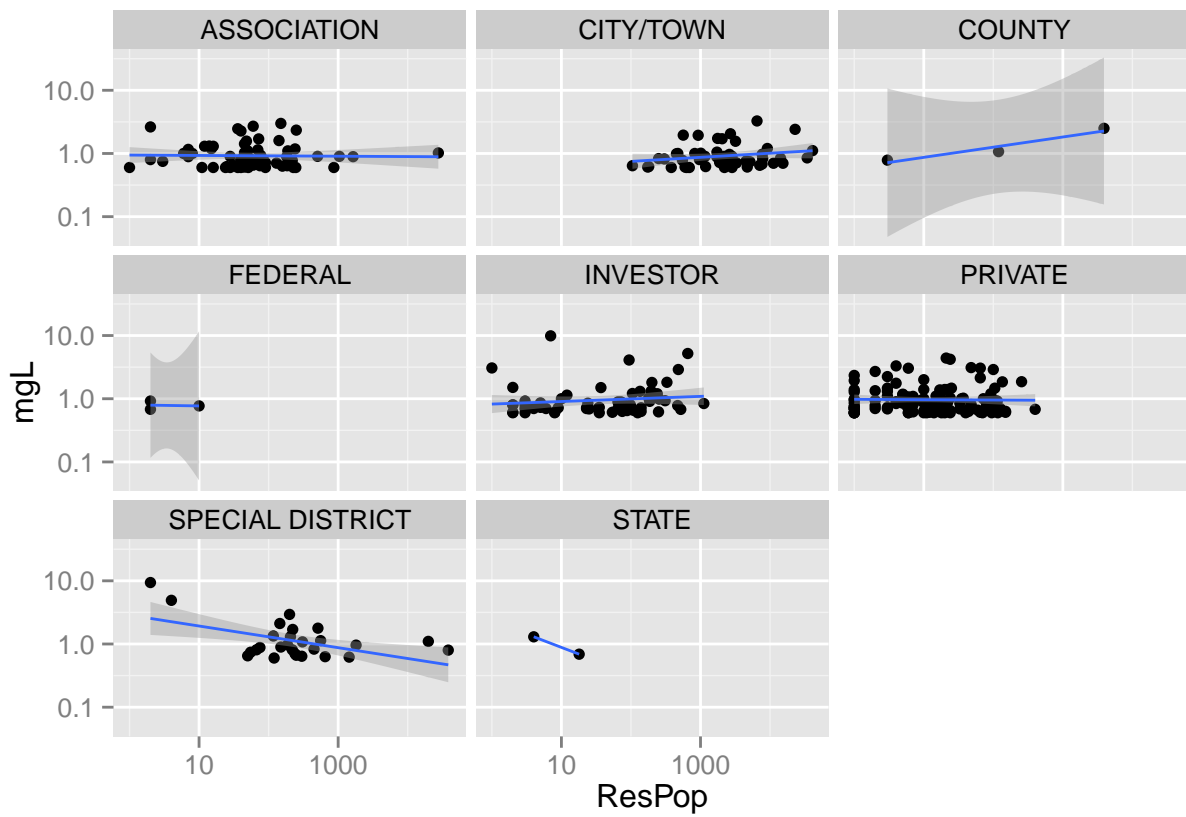 ASSOCIATION CITY/TOWN COUNTY
10.0
1.0
0.1
FEDERAL INVESTOR PRIVATE
10.0
1.0
0.1
mgL
SPECIAL DISTRICT STATE
10.0
1.0
0.1
10 1000 10 1000
ResPop